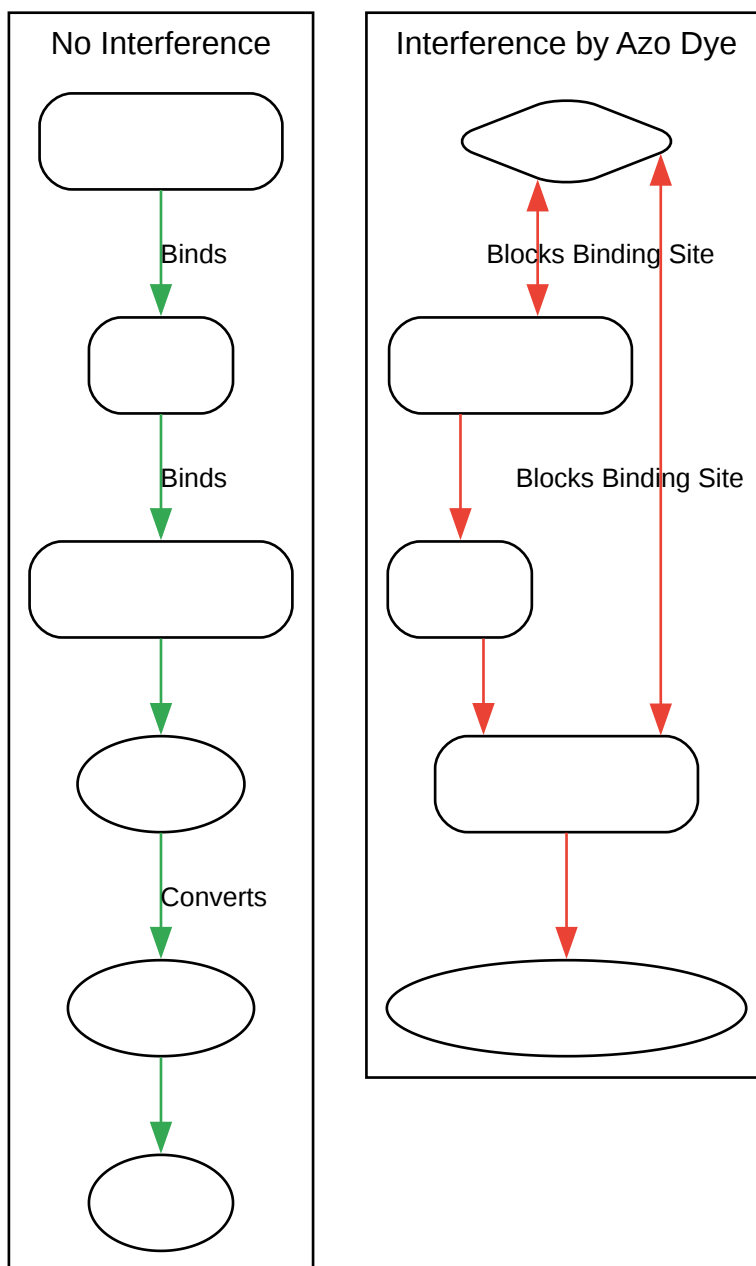 No Interference
Binds
Binds
Converts
Interference by Azo Dye
Blocks Binding Site
Blocks Binding Site